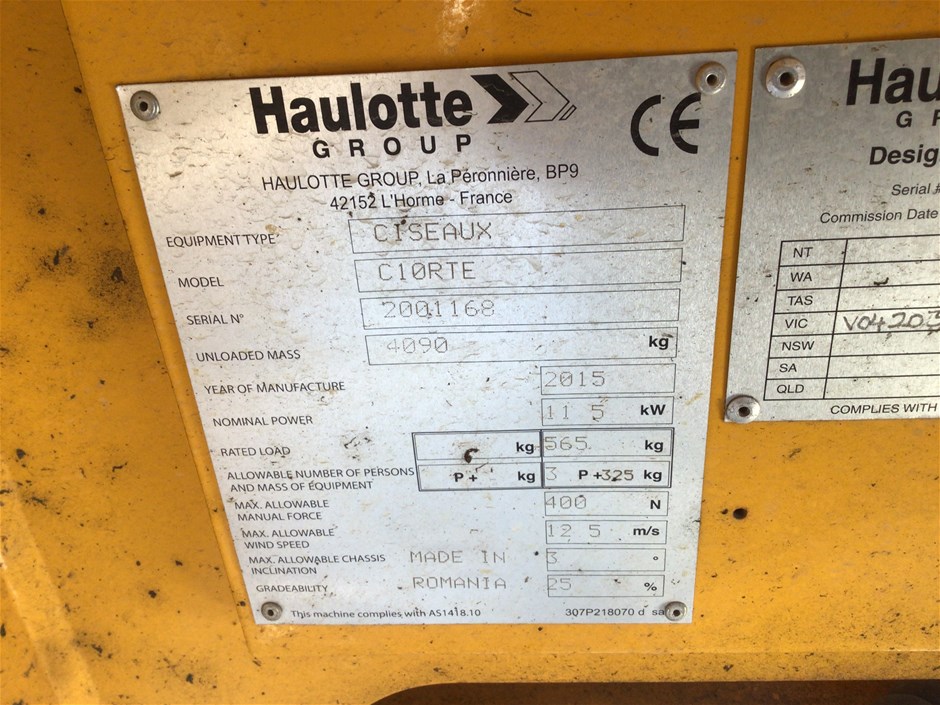 Haulotte
GROUP
CE
HAULOTTE GROUP, La Péronnière, BP9
42152 L'Horme - France
EQUIPMENT TYPE CISEAUX
MODEL C10RTE
SERIAL N° 2001168
UNLOADED MASS 4090 kg
YEAR OF MANUFACTURE 2015
NOMINAL POWER 11 5 kW
RATED LOAD kg 565 kg
ALLOWABLE NUMBER OF PERSONS
AND MASS OF EQUIPMENT P+ kg 3 P+325 kg
MAX. ALLOWABLE
MANUAL FORCE 400 N
MAX. ALLOWABLE
WIND SPEED 12 5 m/s
MAX. ALLOWABLE CHASSIS
INCLINATION MADE IN 3 °
GRADEABILITY ROMANIA 25 %
This machine complies with AS1418.10 307P218070 d sa
Hau
G
Desig
Serial #
Commission Date
NT
WA
TAS
VIC V04203
NSW
SA
QLD
COMPLIES WITH